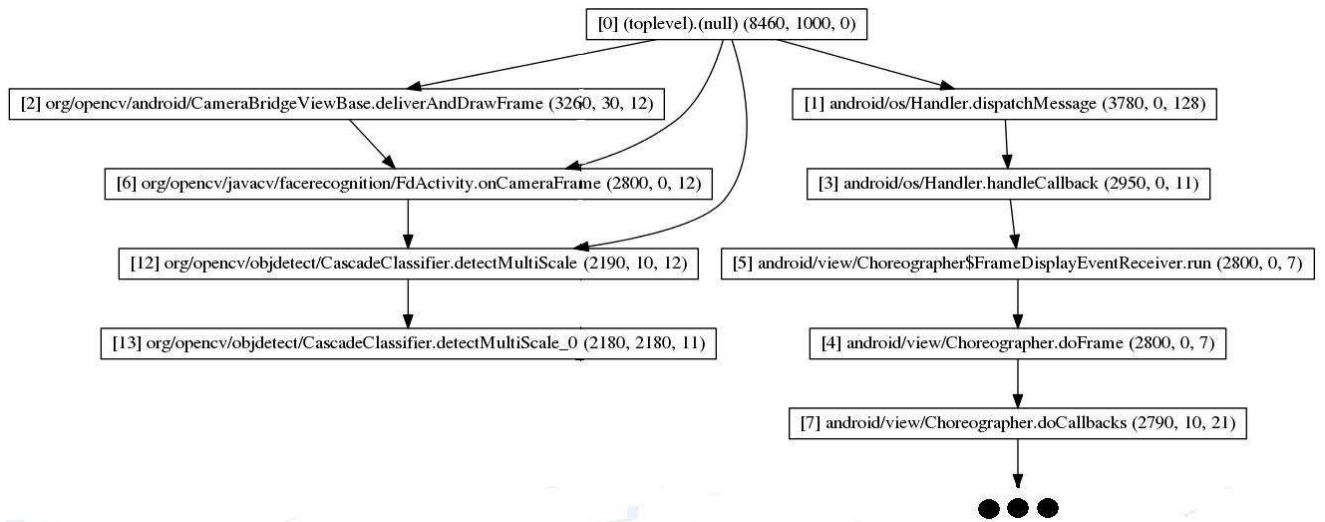 [0] (toplevel).(null) (8460, 1000, 0)
[2] org/opencv/android/CameraBridgeViewBase.deliverAndDrawFrame (3260, 30, 12)
[1] android/os/Handler.dispatchMessage (3780, 0, 128)
[6] org/opencv/javacv/facerecognition/FdActivity.onCameraFrame (2800, 0, 12)
[3] android/os/Handler.handleCallback (2950, 0, 11)
[12] org/opencv/objdetect/CascadeClassifier.detectMultiScale (2190, 10, 12)
[5] android/view/Choreographer$FrameDisplayEventReceiver.run (2800, 0, 7)
[13] org/opencv/objdetect/CascadeClassifier.detectMultiScale_0 (2180, 2180, 11)
[4] android/view/Choreographer.doFrame (2800, 0, 7)
[7] android/view/Choreographer.doCallbacks (2790, 10, 21)